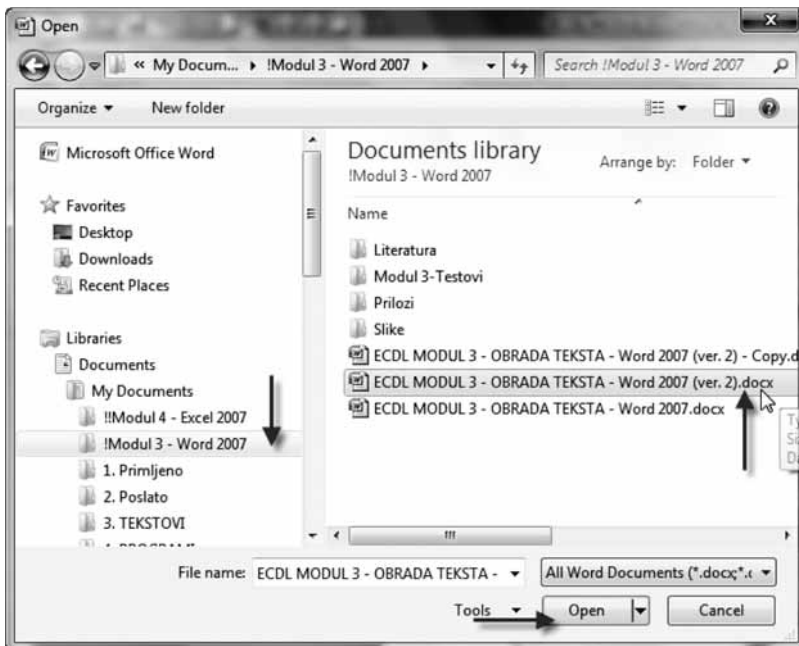 Open
« My Docum... ▸ !Modul 3 - Word 2007 ▸
Search !Modul 3 - Word 2007
Organize
New folder
Microsoft Office Word
Favorites
Desktop
Downloads
Recent Places
Libraries
Documents
My Documents
!!Modul 4 - Excel 2007
!Modul 3 - Word 2007
1. Primljeno
2. Poslato
3. TEKSTOVI
Documents library
!Modul 3 - Word 2007
Arrange by: Folder
Name
Literatura
Modul 3-Testovi
Prilozi
Slike
ECDL MODUL 3 - OBRADA TEKSTA - Word 2007 (ver. 2) - Copy.d
ECDL MODUL 3 - OBRADA TEKSTA - Word 2007 (ver. 2).docx
ECDL MODUL 3 - OBRADA TEKSTA - Word 2007.docx
File name: ECDL MODUL 3 - OBRADA TEKSTA -
All Word Documents (*.docx;*.
Tools
Open
Cancel